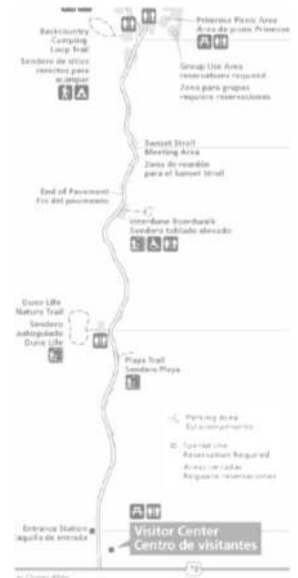 Primrose Picnic Area
Área de picnic Primrose
Backcountry
Camping
Loop Trail
Sendero de sitios
remotos para
acampar
Group Use Area
reservations required
Zona para grupos
requiere reservaciones
Sunset Stroll
Meeting Area
Zona de reunión
para el Sunset Stroll
End of Pavement
Fin del pavimento
Interdune Boardwalk
Sendero tablado elevado
Dune Life
Nature Trail
Sendero
autoguiado
Dune Life
Playa Trail
Sendero Playa
Parking Area
Estacionamiento
Special Use
Reservation Required
Requiere reservaciones
Entrance Station
Taquilla de entrada
Visitor Center
Centro de visitantes
70